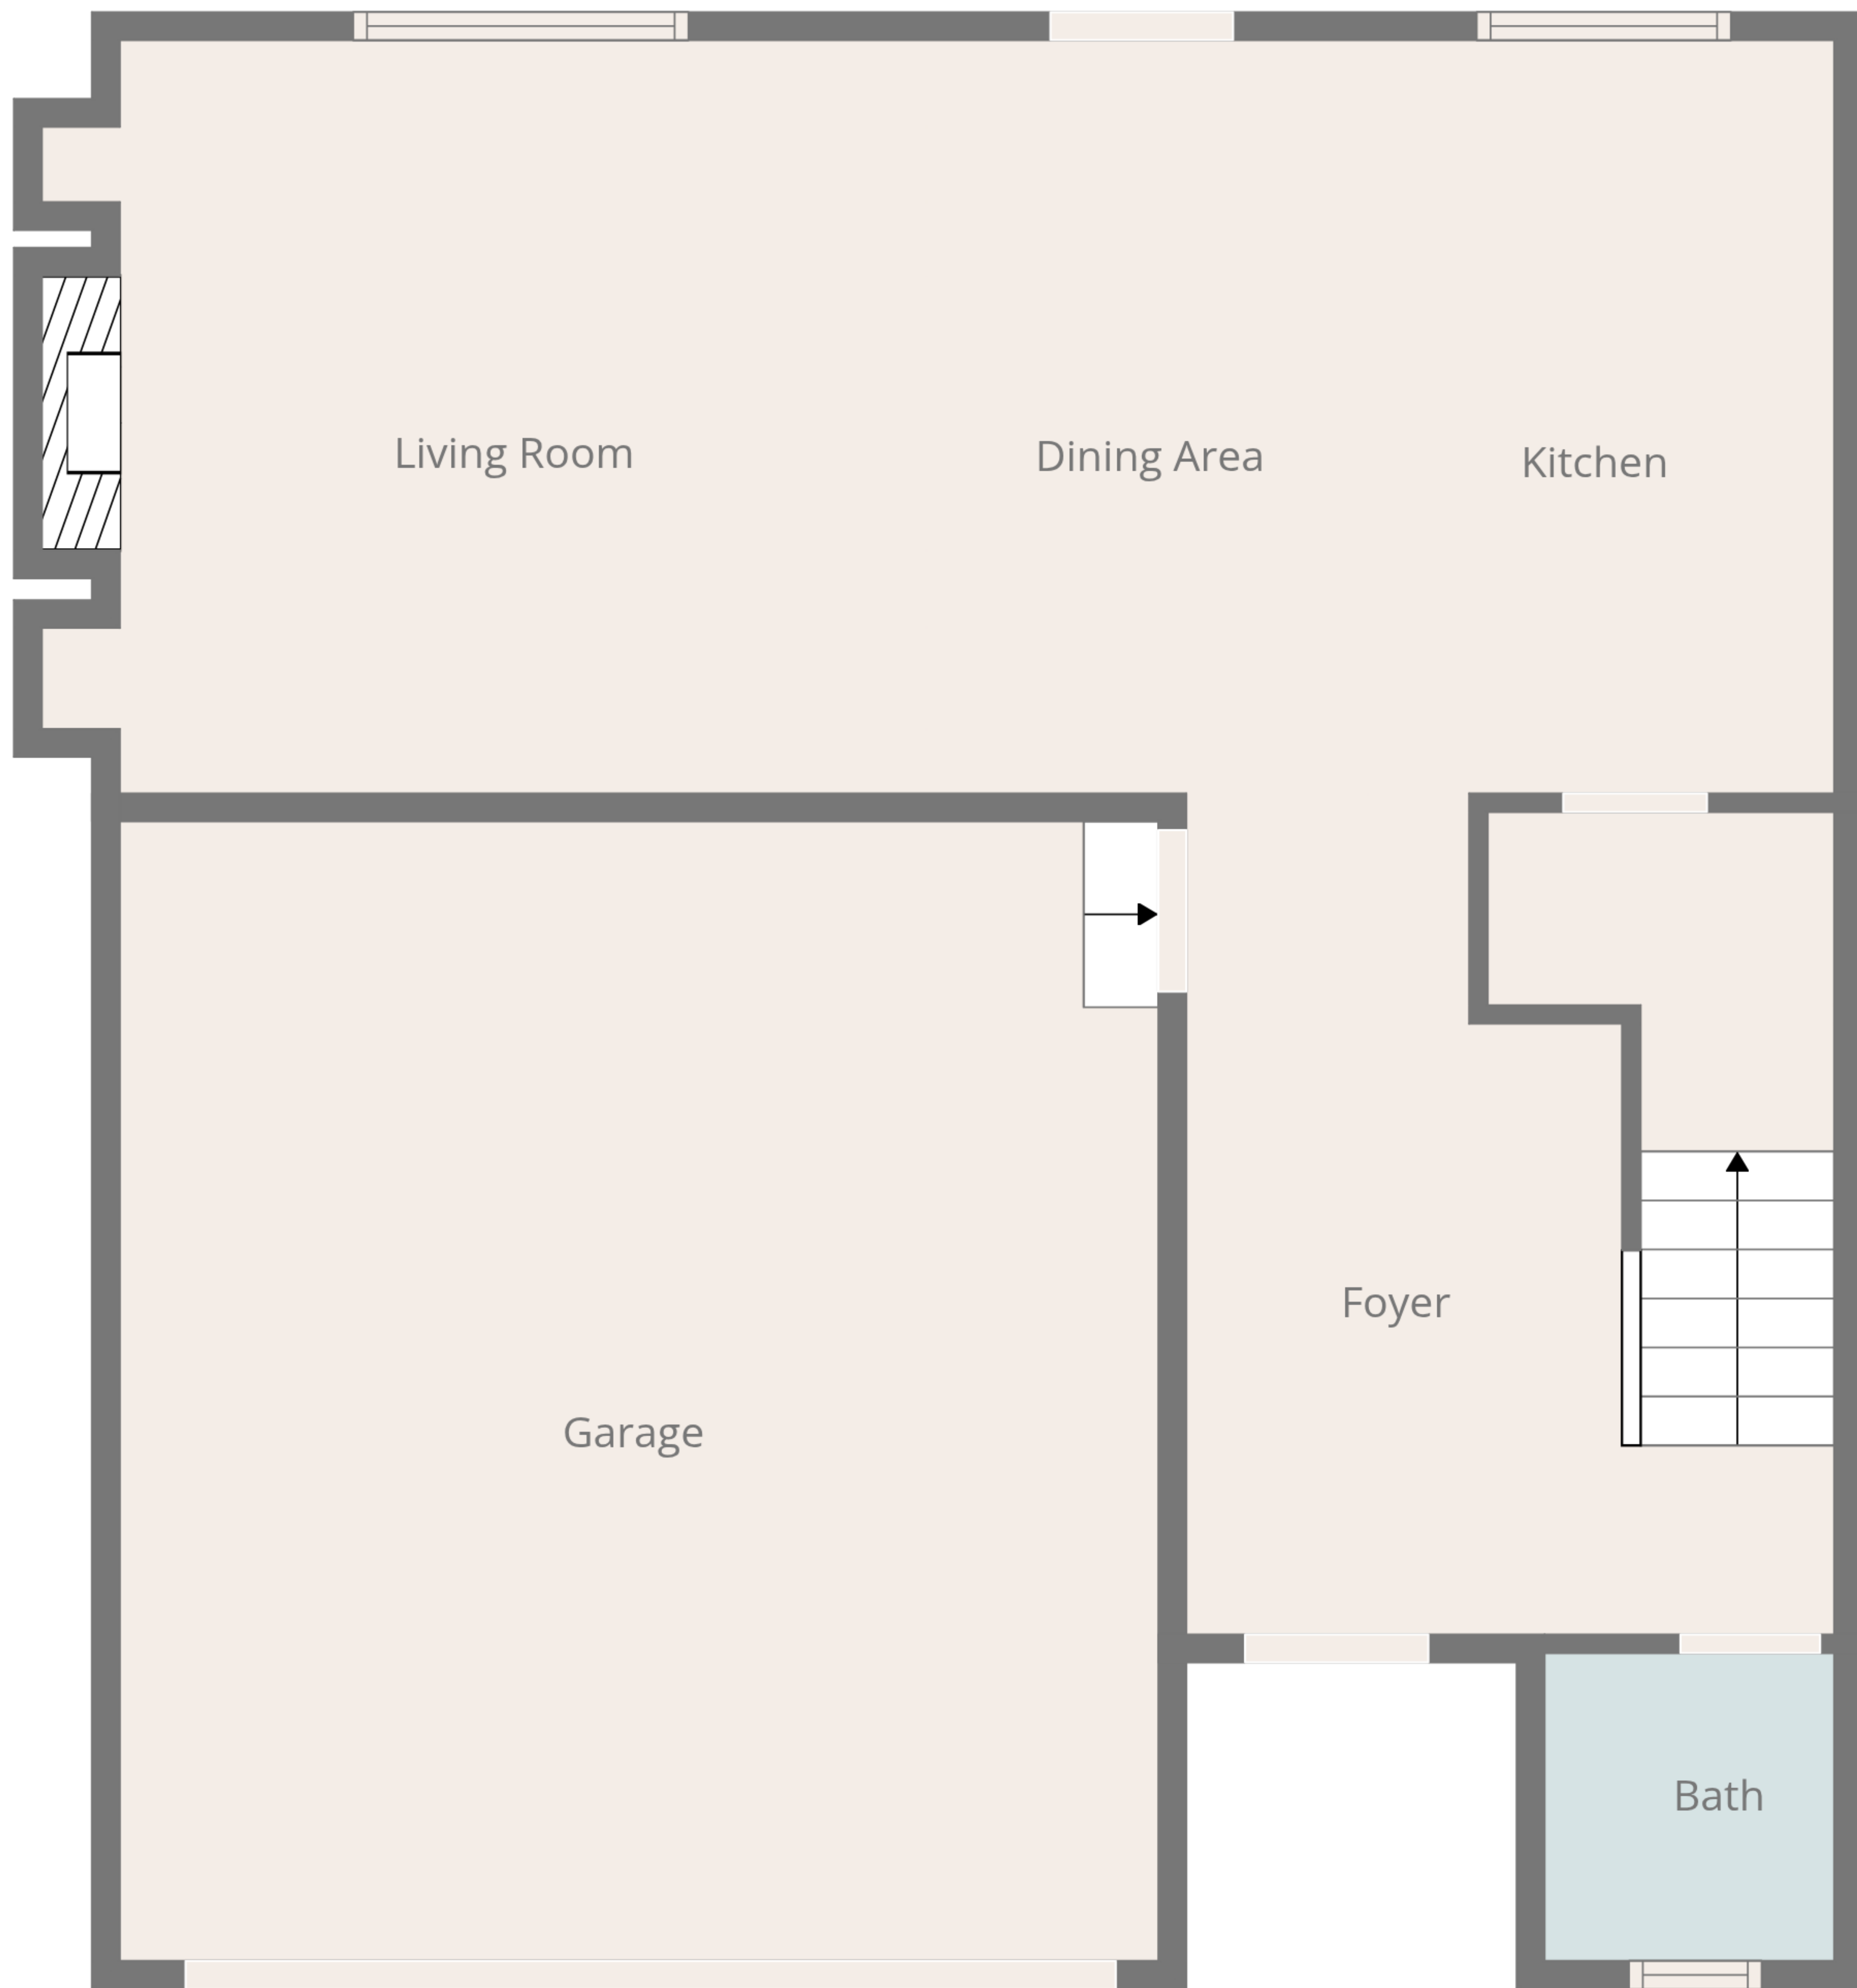 Living Room
Dining Area
Kitchen
Foyer
Garage
Bath